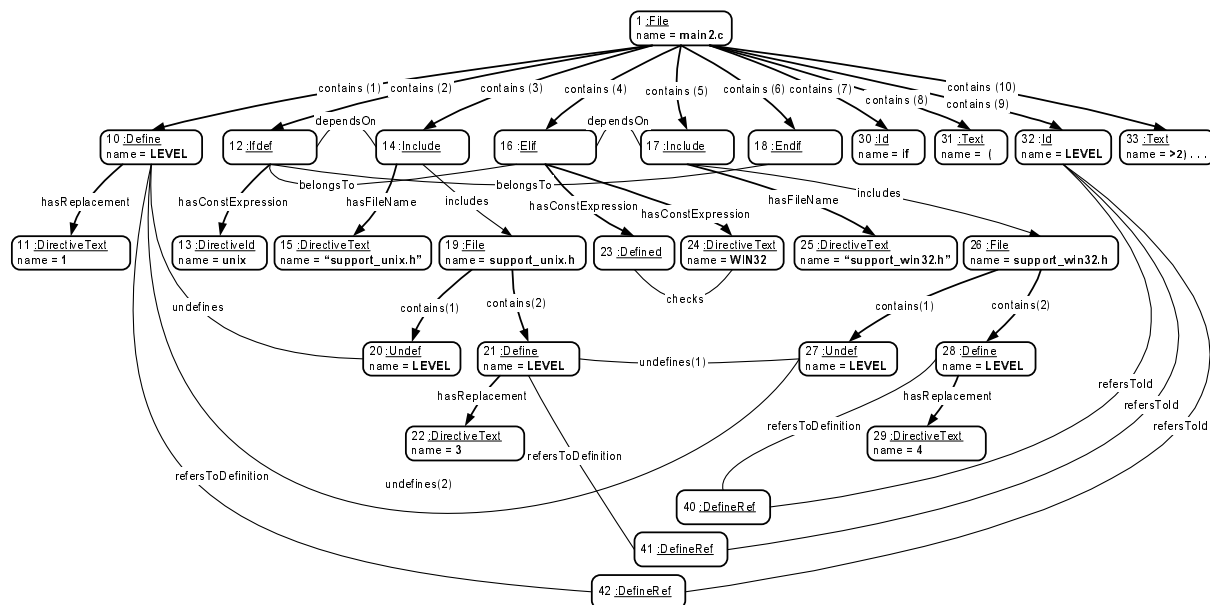 1 :File
name = main2.c
contains (1)
contains (2)
contains (3)
contains (4)
contains (5)
contains (6)
contains (7)
contains (8)
contains (9)
contains (10)
dependsOn
dependsOn
10 :Define
name = LEVEL
12 :Ifdef
14 :Include
16 :Elif
17 :Include
18 :Endif
30 :Id
name = if
31 :Text
name = (
32 :Id
name = LEVEL
33 :Text
name = >2) . . .
belongsTo
belongsTo
hasReplacement
hasConstExpression
hasFileName
includes
hasConstExpression
hasConstExpression
hasFileName
includes
11 :DirectiveText
name = 1
13 :DirectiveId
name = unix
15 :DirectiveText
name = “support_unix.h”
19 :File
name = support_unix.h
23 :Defined
24 :DirectiveText
name = WIN32
25 :DirectiveText
name = “support_win32.h”
26 :File
name = support_win32.h
checks
undefines
contains(1)
contains(2)
contains(1)
contains(2)
20 :Undef
name = LEVEL
21 :Define
name = LEVEL
undefines(1)
27 :Undef
name = LEVEL
28 :Define
name = LEVEL
hasReplacement
hasReplacement
refersToId
refersToId
refersToId
22 :DirectiveText
name = 3
29 :DirectiveText
name = 4
refersToDefinition
refersToDefinition
refersToDefinition
undefines(2)
40 :DefineRef
41 :DefineRef
42 :DefineRef